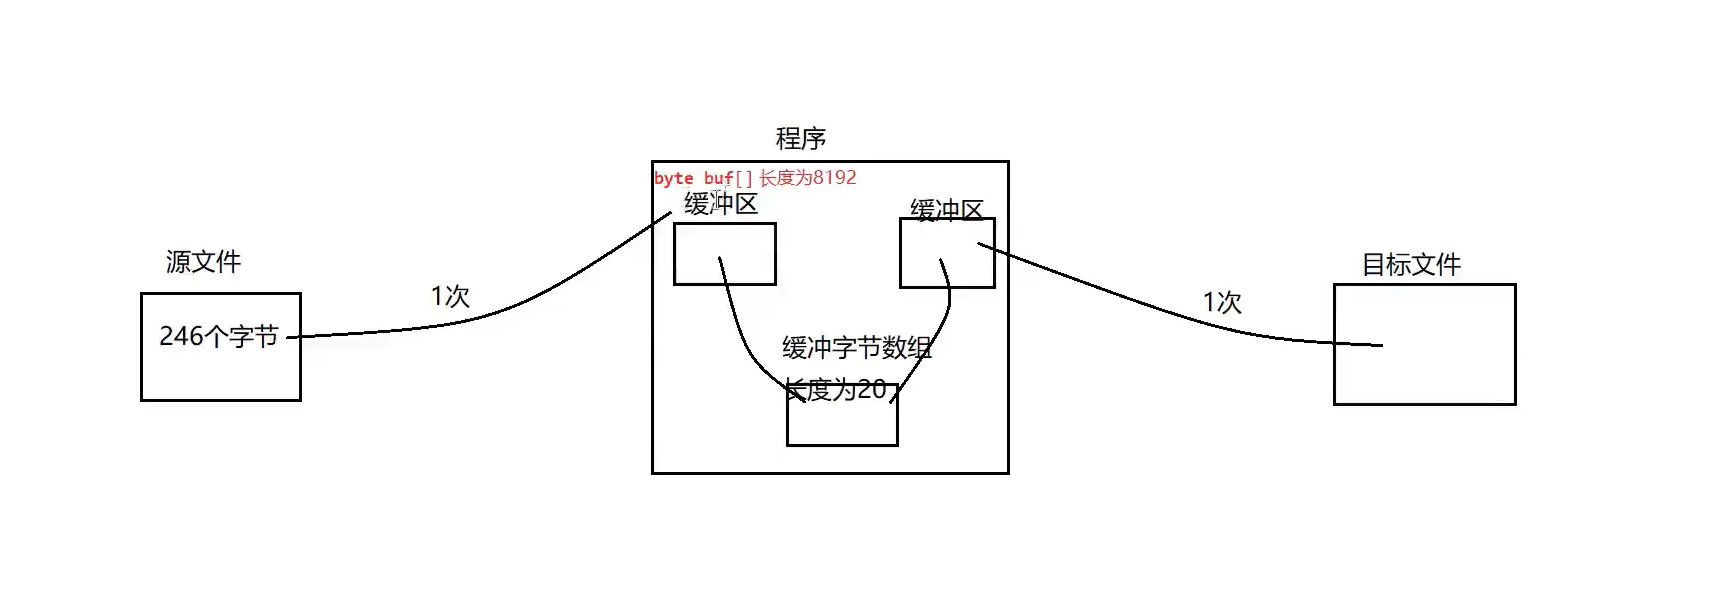 程序
byte buf[] 长度为8192
缓冲区
缓冲区
源文件
1次
246个字节
目标文件
1次
缓冲字节数组
长度为20